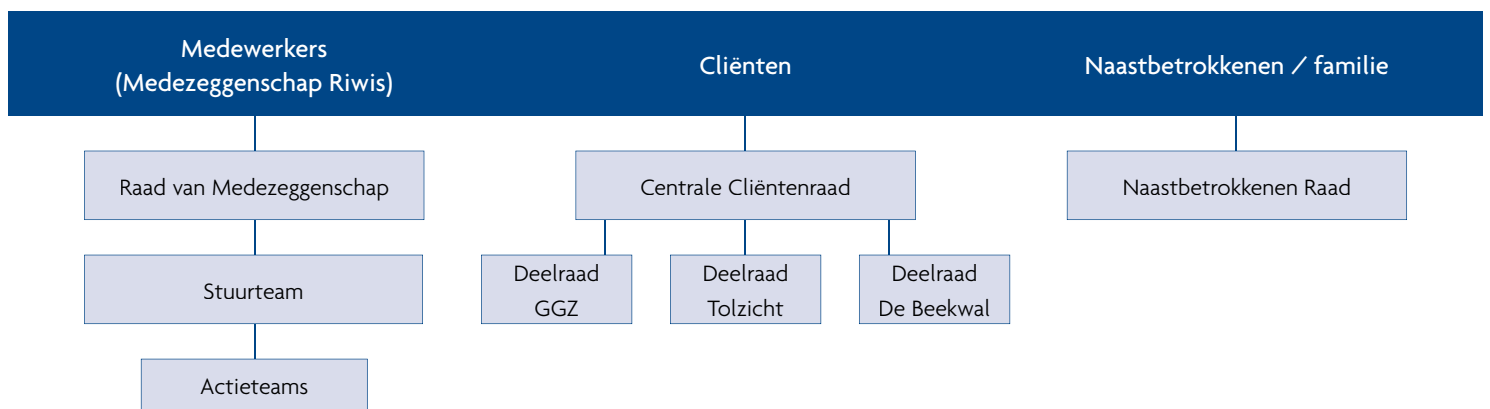 Medewerkers
(Medezeggenschap Riwis)
Cliënten
Naastbetrokkenen / familie
Raad van Medezeggenschap
Centrale Cliëntenraad
Naastbetrokkenen Raad
Stuurteam
Deelraad
GGZ
Deelraad
Tolzicht
Deelraad
De Beekwal
Actieteams